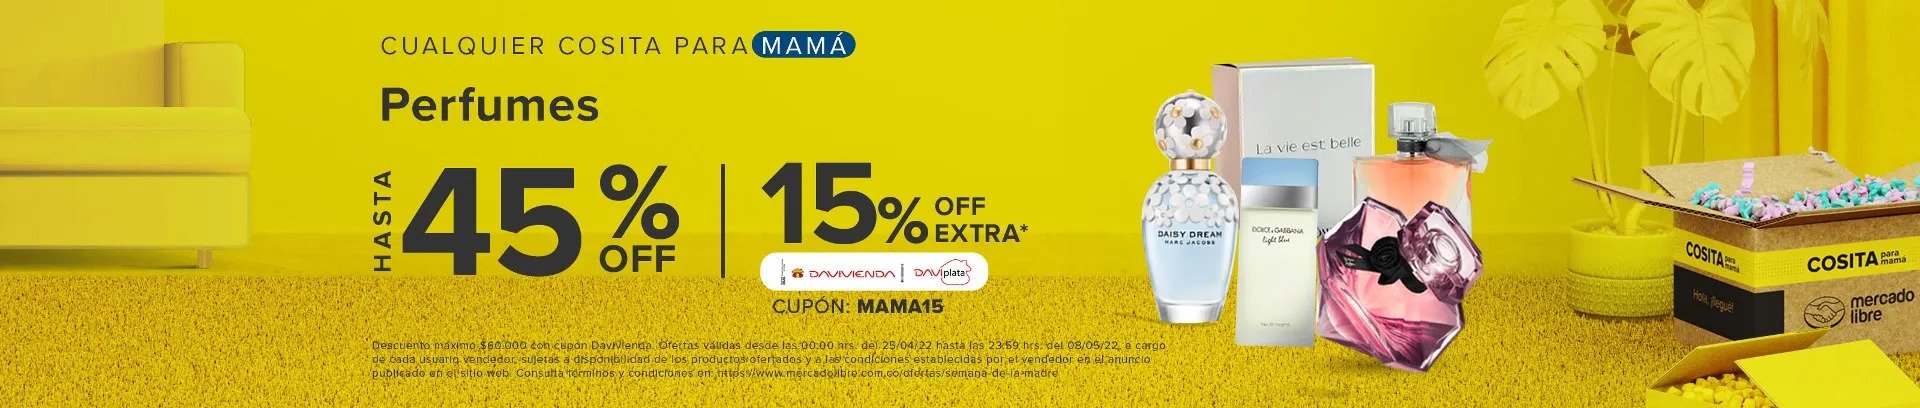 CUALQUIER COSITA PARA MAMÁ
Perfumes
HASTA 45% OFF
15% OFF EXTRA*
DAVIVIENDA DAVIplata
CUPÓN: MAMA15
Descuento máximo $60.000 con cupón Davivienda. Ofertas válidas desde las 00:00 hrs. del 25/04/22 hasta las 23:59 hrs. del 08/05/22, a cargo
de cada usuario vendedor, sujetas a disponibilidad de los productos ofertados y a las condiciones establecidas por el vendedor en el anuncio
publicado en el sitio web. Consulta términos y condiciones en: https://www.mercadolibre.com.co/ofertas/semana-de-la-madre
La vie est belle
DAISY DREAM
MARC JACOBS
DOLCE & GABBANA
light blue
COSITA para mamá
COSITA para mamá
Hola, ¡llegué!
mercado
libre